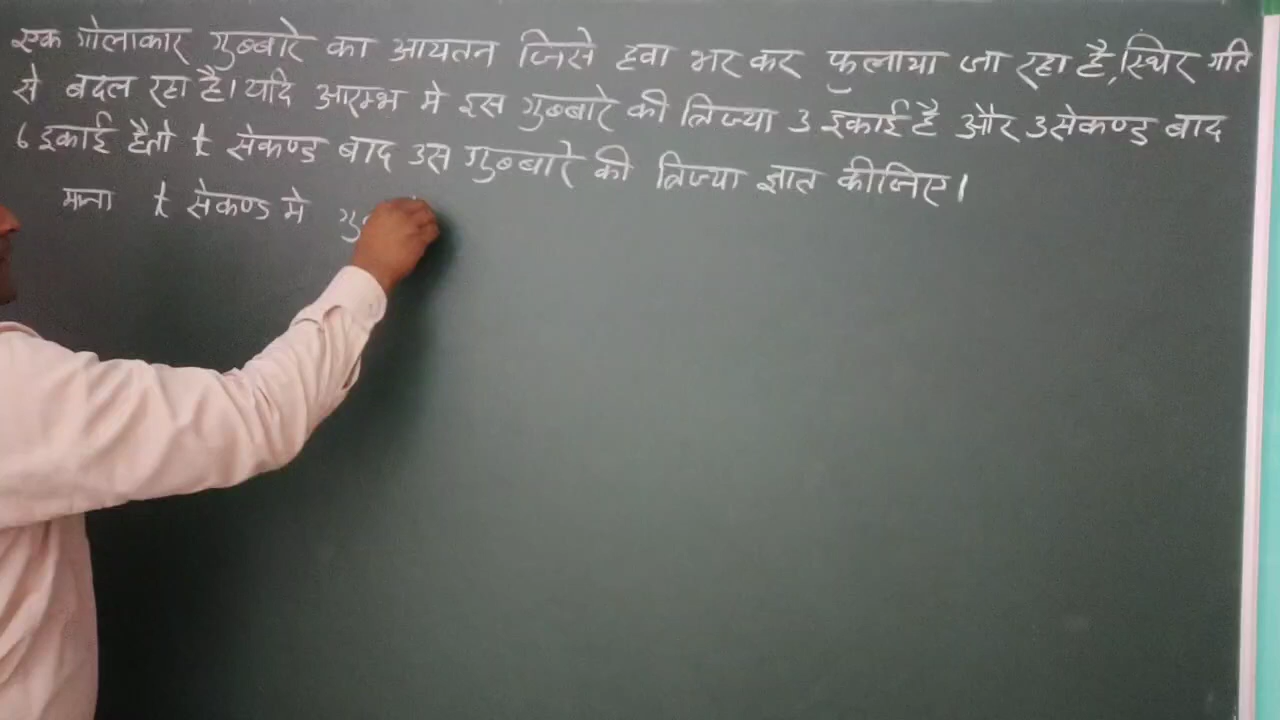 एक गोलाकार गुब्बारे का आयतन जिसे हवा भर कर फुलाया जा रहा है, स्थिर गति
से बदल रहा है। यदि आरम्भ मे इस गुब्बारे की त्रिज्या 3 इकाई है और 3 सेकण्ड बाद
6 इकाई है तो t सेकण्ड बाद उस गुब्बारे की त्रिज्या ज्ञात कीजिए।
माना t सेकण्ड मे